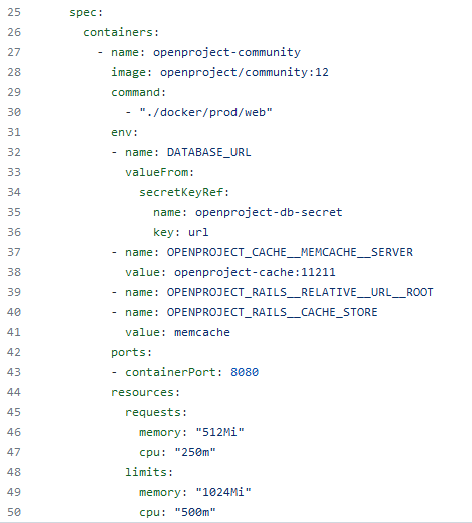 25 spec:
26 containers:
27 - name: openproject-community
28 image: openproject/community:12
29 command:
30 - "./docker/prod/web"
31 env:
32 - name: DATABASE_URL
33 valueFrom:
34 secretKeyRef:
35 name: openproject-db-secret
36 key: url
37 - name: OPENPROJECT_CACHE__MEMCACHE__SERVER
38 value: openproject-cache:11211
39 - name: OPENPROJECT_RAILS__RELATIVE__URL__ROOT
40 - name: OPENPROJECT_RAILS__CACHE_STORE
41 value: memcache
42 ports:
43 - containerPort: 8080
44 resources:
45 requests:
46 memory: "512Mi"
47 cpu: "250m"
48 limits:
49 memory: "1024Mi"
50 cpu: "500m"